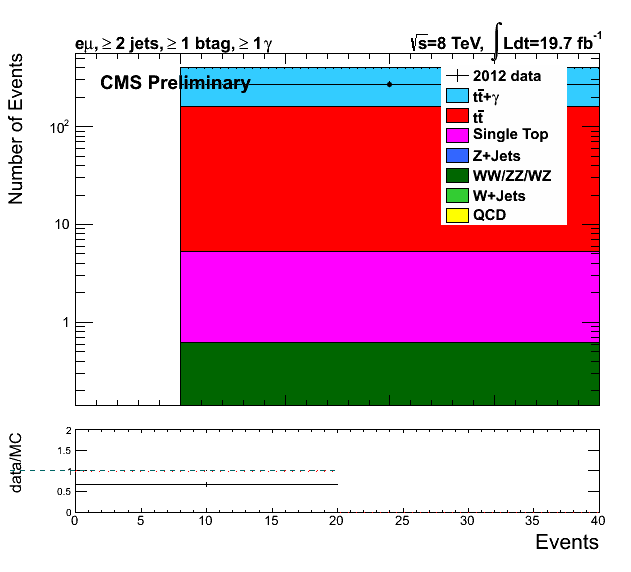 eμ, ≥ 2 jets, ≥ 1 btag, ≥ 1 γ
√s=8 TeV, ∫ Ldt=19.7 fb⁻¹
CMS Preliminary
2012 data
tt̄+γ
tt̄
Single Top
Z+Jets
WW/ZZ/WZ
W+Jets
QCD
Number of Events
10²
10
1
data/MC
2
1.5
1
0.5
0
0 5 10 15 20 25 30 35 40
Events